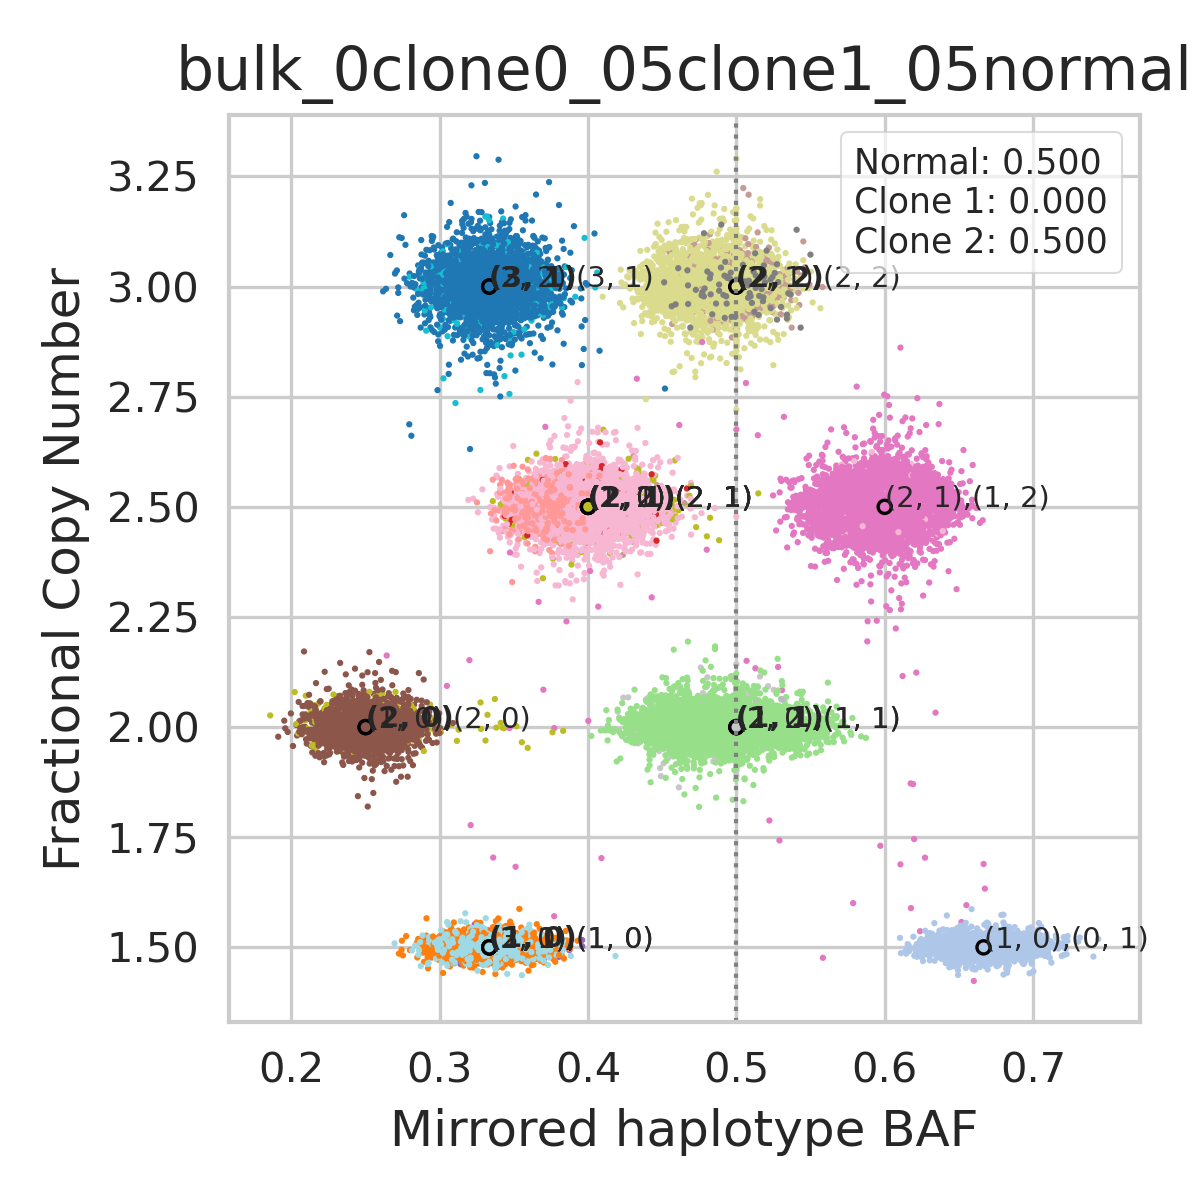 bulk_0clone0_05clone1_05normal
Normal: 0.500
Clone 1: 0.000
Clone 2: 0.500
3.25
3.00
2.75
2.50
2.25
2.00
1.75
1.50
(3, 1)
(2, 2)
(2, 1)
(2, 1),(1, 2)
(2, 0)
(1, 1)
(1, 0)
(1, 0),(0, 1)
0.2 0.3 0.4 0.5 0.6 0.7
Mirrored haplotype BAF
Fractional Copy Number